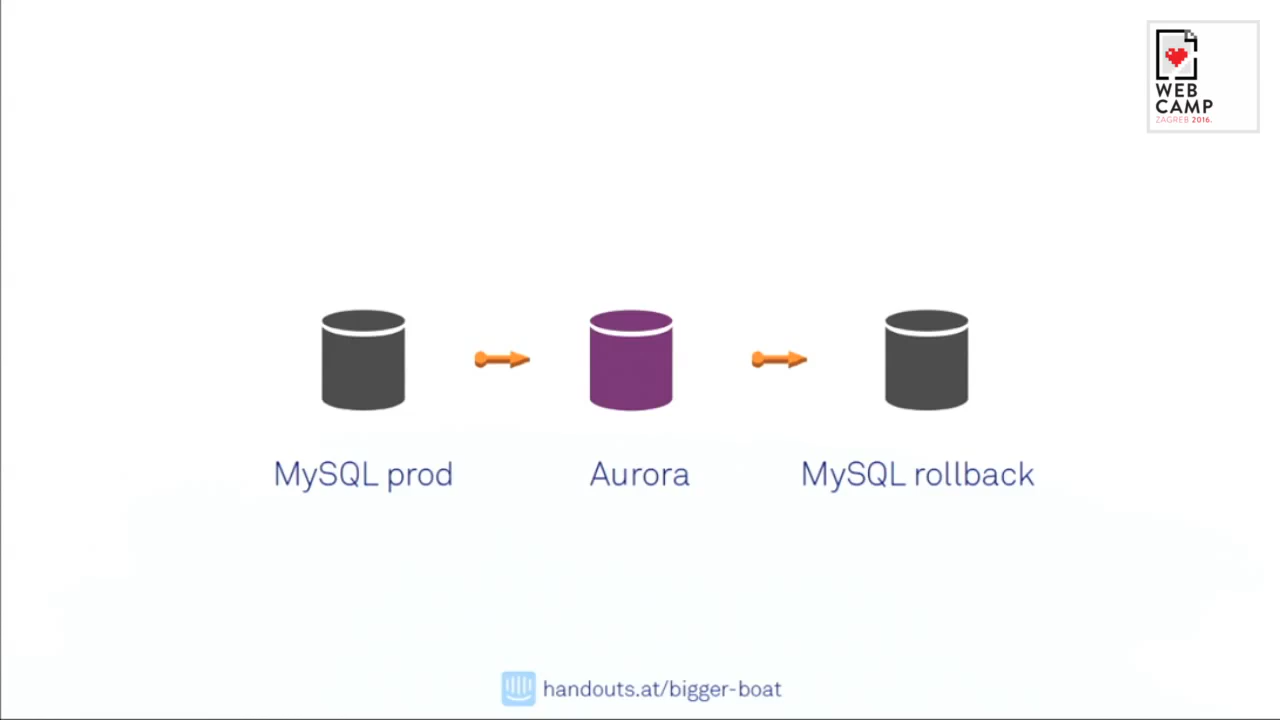 WEB
CAMP
ZAGREB 2016.
MySQL prod
Aurora
MySQL rollback
handouts.at/bigger-boat